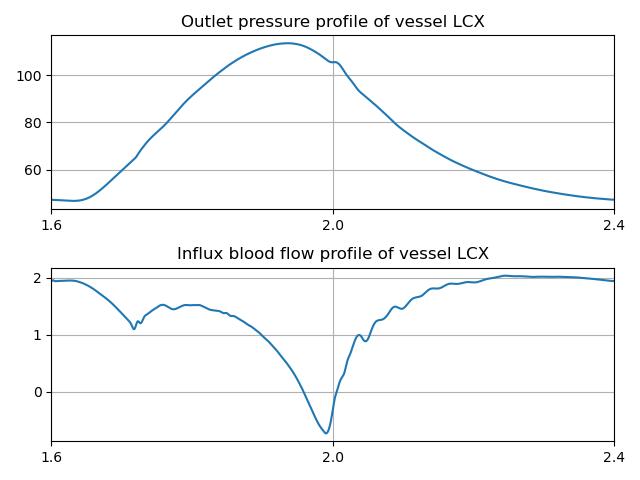 Outlet pressure profile of vessel LCX
100
80
60
1.6 2.0 2.4
Influx blood flow profile of vessel LCX
2
1
0
1.6 2.0 2.4